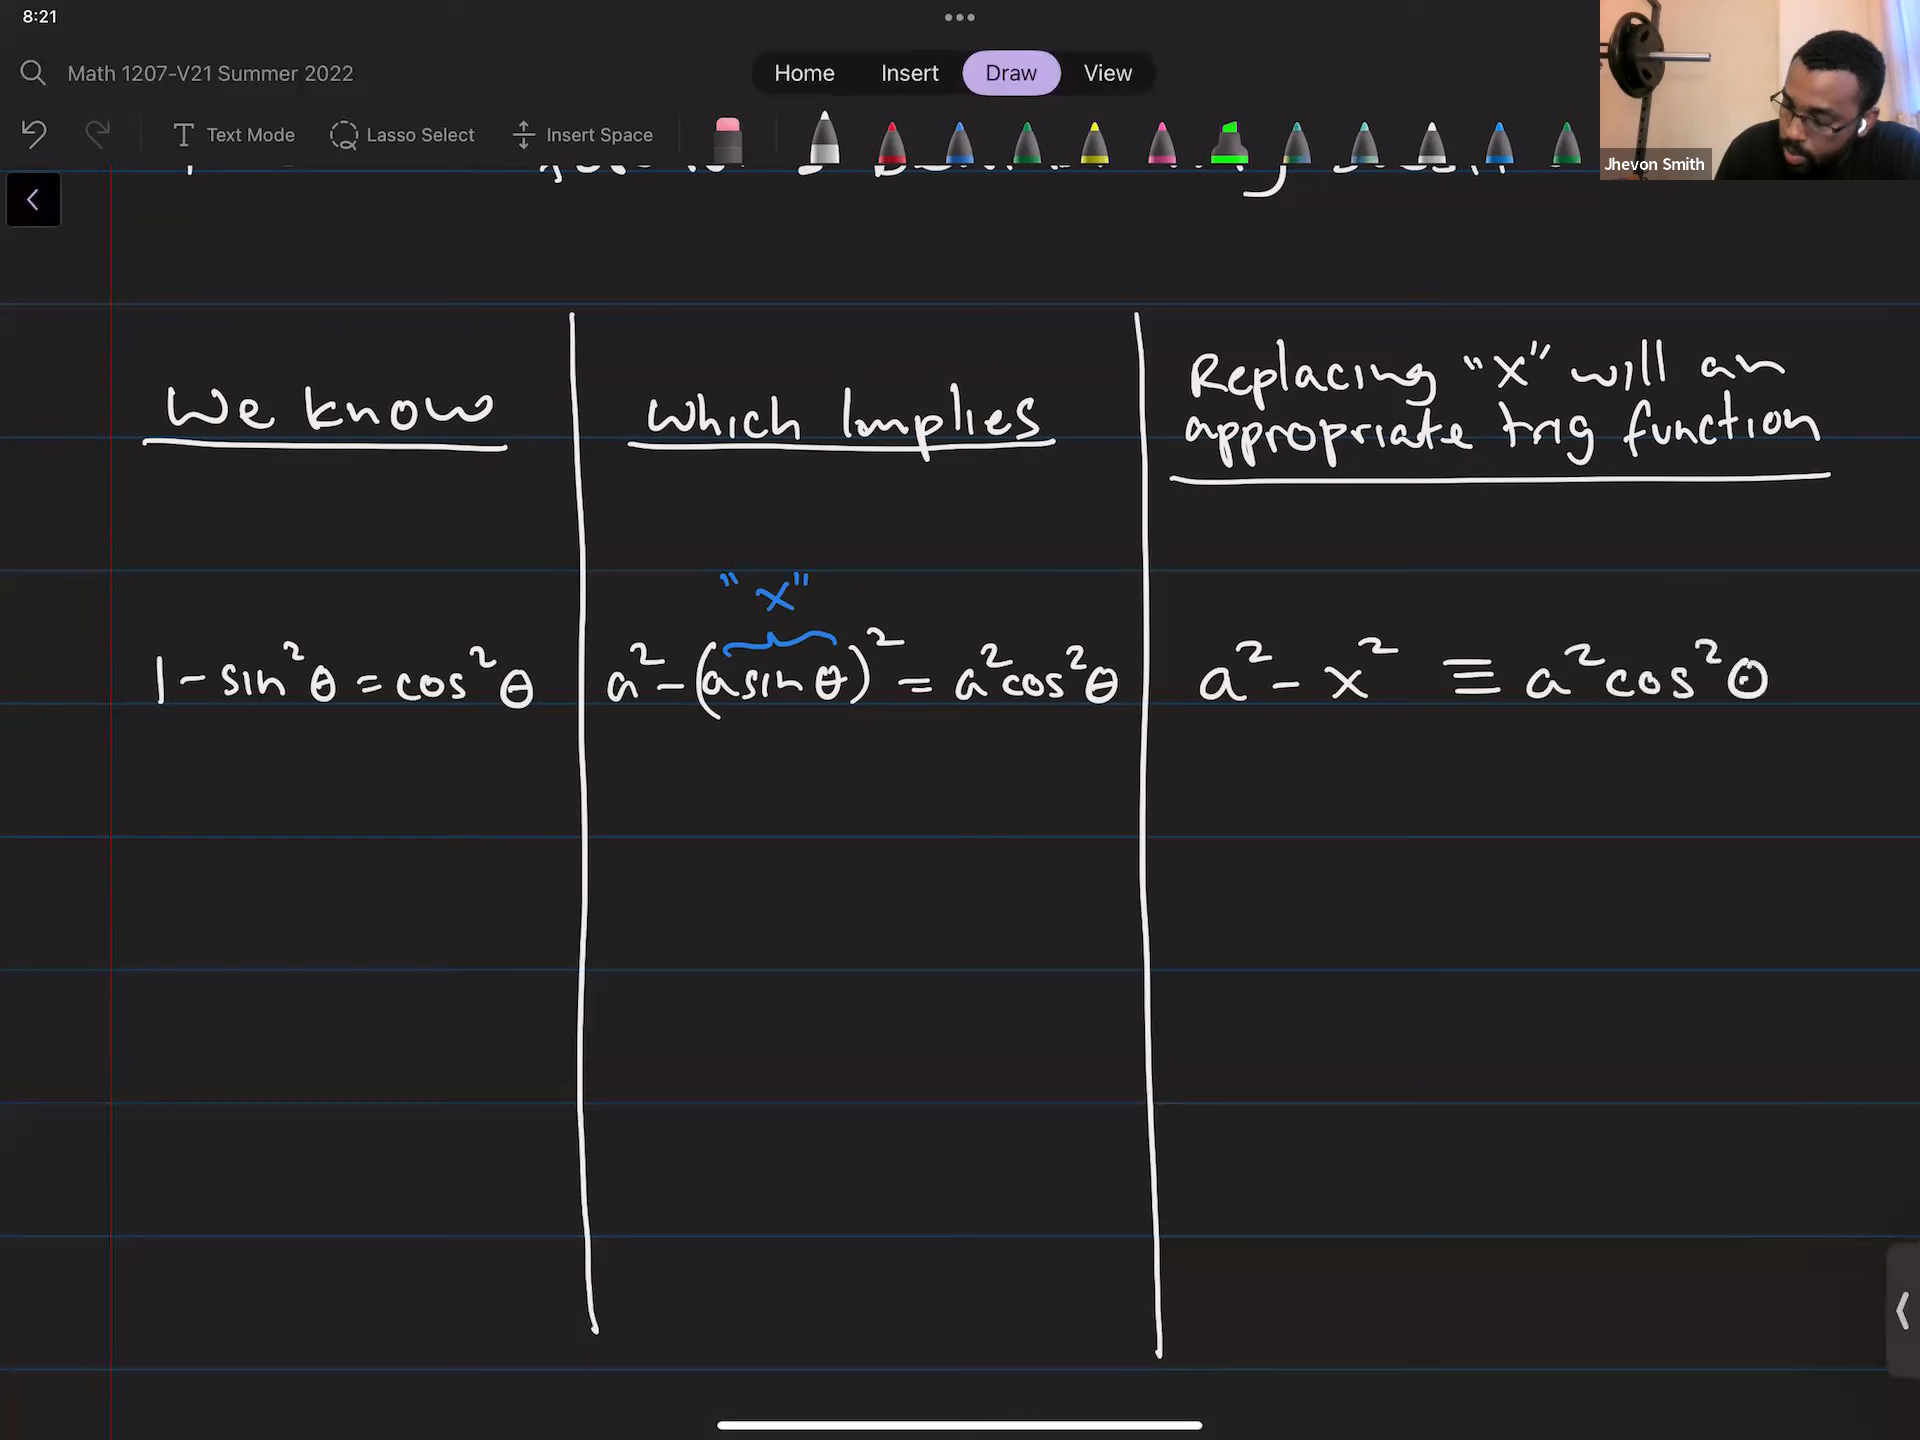 8:21
Math 1207-V21 Summer 2022
Home Insert Draw View
Text Mode Lasso Select Insert Space
Jhevon Smith
We know
Which Implies
Replacing "x" will an
appropriate trig function
"x"
1 - sin²θ = cos²θ
a² - (a sin θ)² = a²cos²θ
a² - x² ≡ a²cos²θ